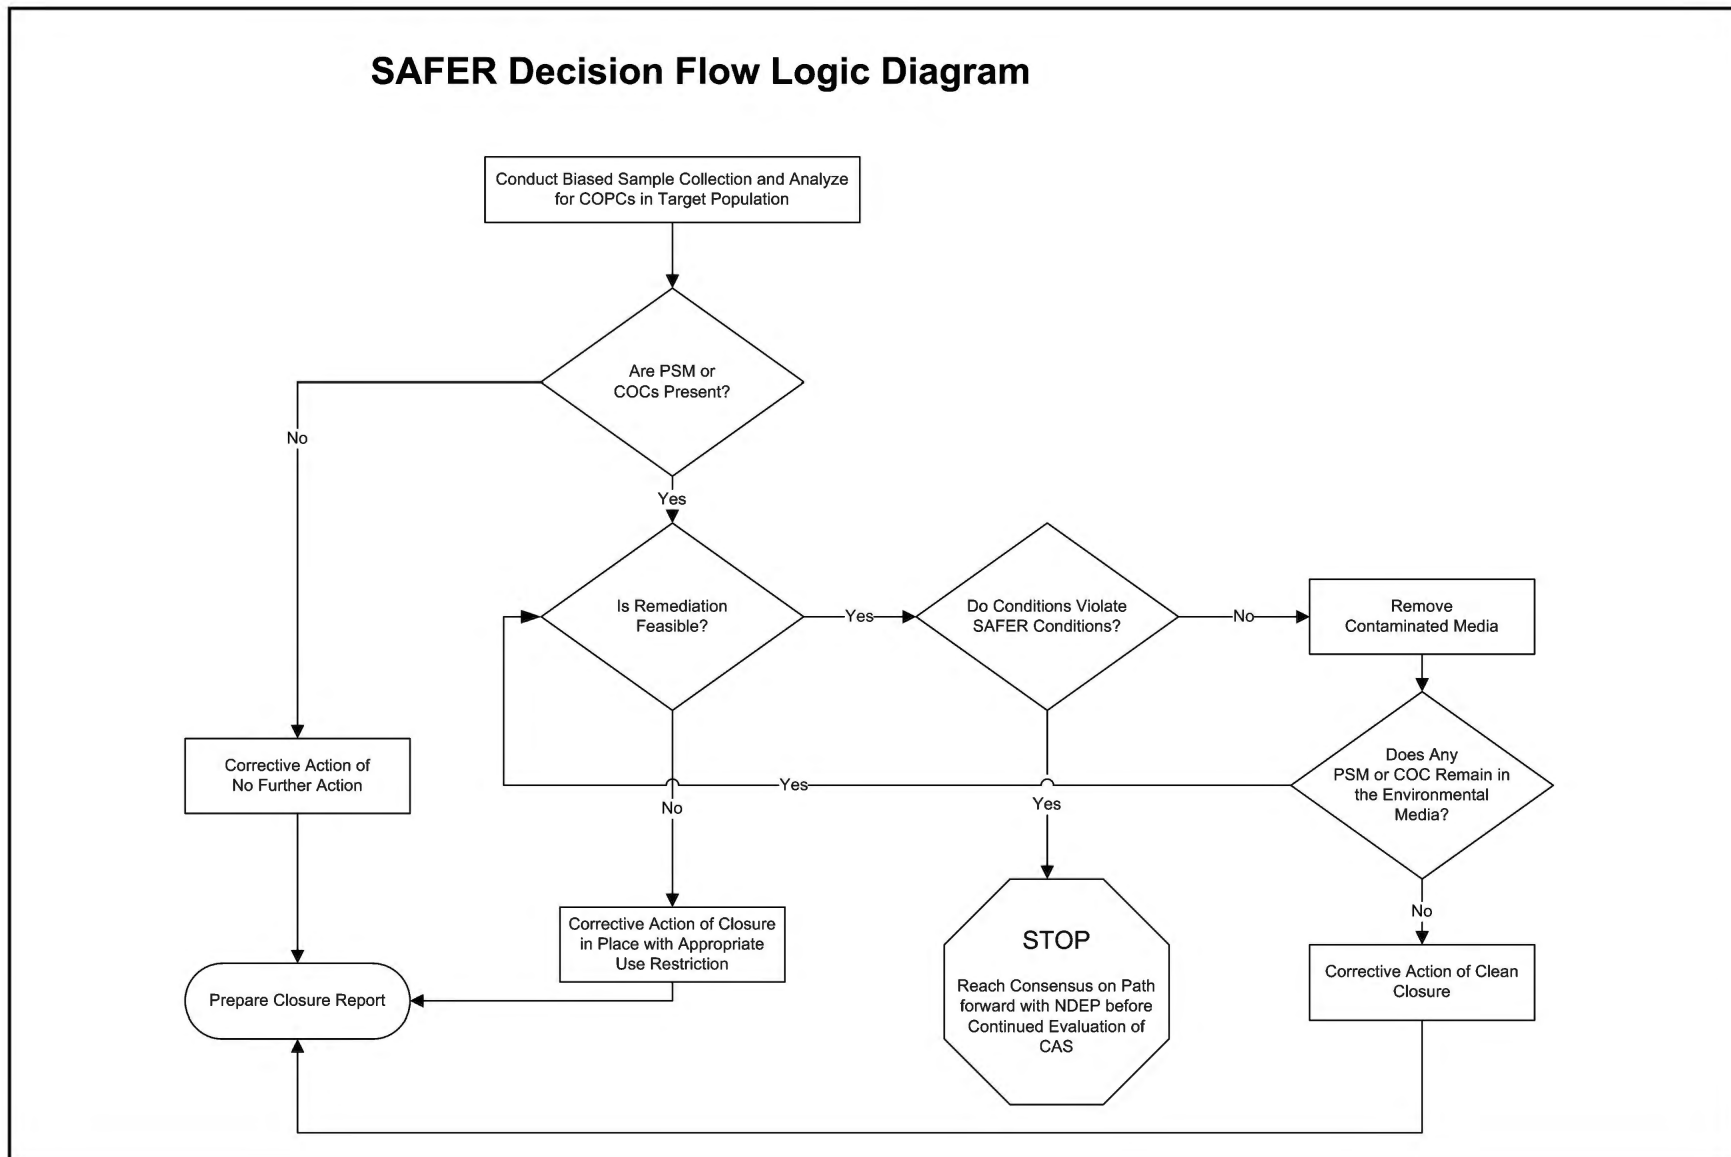 SAFER Decision Flow Logic Diagram
Conduct Biased Sample Collection and Analyze
for COPCs in Target Population
Are PSM or
COCs Present?
No
Yes
Is Remediation
Feasible?
Yes
Do Conditions Violate
SAFER Conditions?
No
Remove
Contaminated Media
Corrective Action of
No Further Action
Does Any
PSM or COC Remain in
the Environmental
Media?
Yes
No
Yes
No
Corrective Action of Closure
in Place with Appropriate
Use Restriction
STOP
Reach Consensus on Path
forward with NDEP before
Continued Evaluation of
CAS
Corrective Action of Clean
Closure
Prepare Closure Report